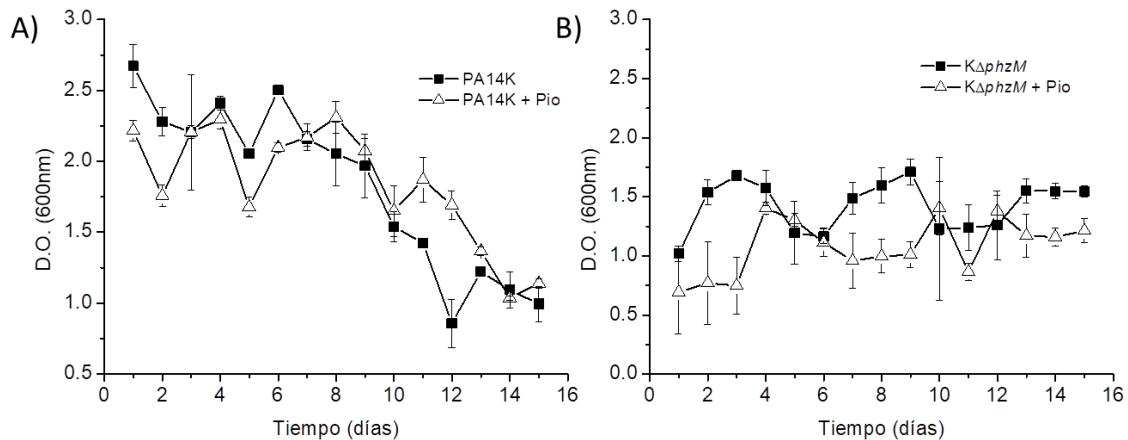 A)
3.0
2.5
2.0
1.5
1.0
0.5
D.O. (600nm)
PA14K
PA14K + Pio
0 2 4 6 8 10 12 14 16
Tiempo (días)
B)
3.0
2.5
2.0
1.5
1.0
0.5
0.0
D.O. (600nm)
KΔphzM
KΔphzM + Pio
0 2 4 6 8 10 12 14 16
Tiempo (días)